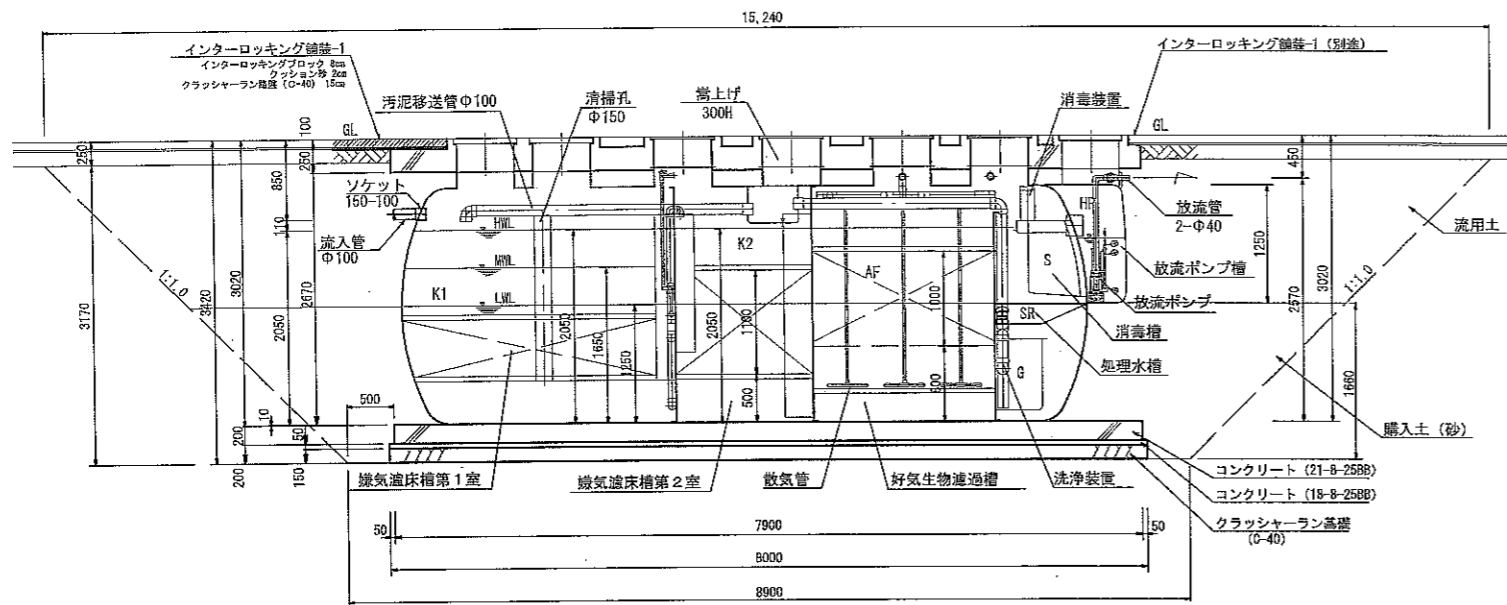 15,240
インターロッキング舗装-1
インターロッキングブロック 8cm
クッション砂 2cm
クラッシャーラン路盤 (C-40) 15cm
汚泥移送管Φ100
清掃孔
Φ150
嵩上げ
300H
消毒装置
インターロッキング舗装-1 (別途)
GL
GL
100
250
250
850
450
ソケット
150-100
流入管
Φ100
110
HWL
MWL
LWL
K1
K2
AF
S
SR
G
HP
放流管
2-Φ40
放流ポンプ槽
放流ポンプ
消毒槽
処理水槽
流用土
購入土 (砂)
1:1.0
1:1.0
3170
3420
3020
2670
2050
2050
1650
1250
1100
2050
500
1000
1250
2570
3020
1660
500
10
200
50
200
150
嫌気濾床槽第1室
嫌気濾床槽第2室
散気管
好気生物濾過槽
洗浄装置
コンクリート (21-8-25BB)
コンクリート (18-8-25BB)
クラッシャーラン基礎
(C-40)
50
7900
50
8000
8900